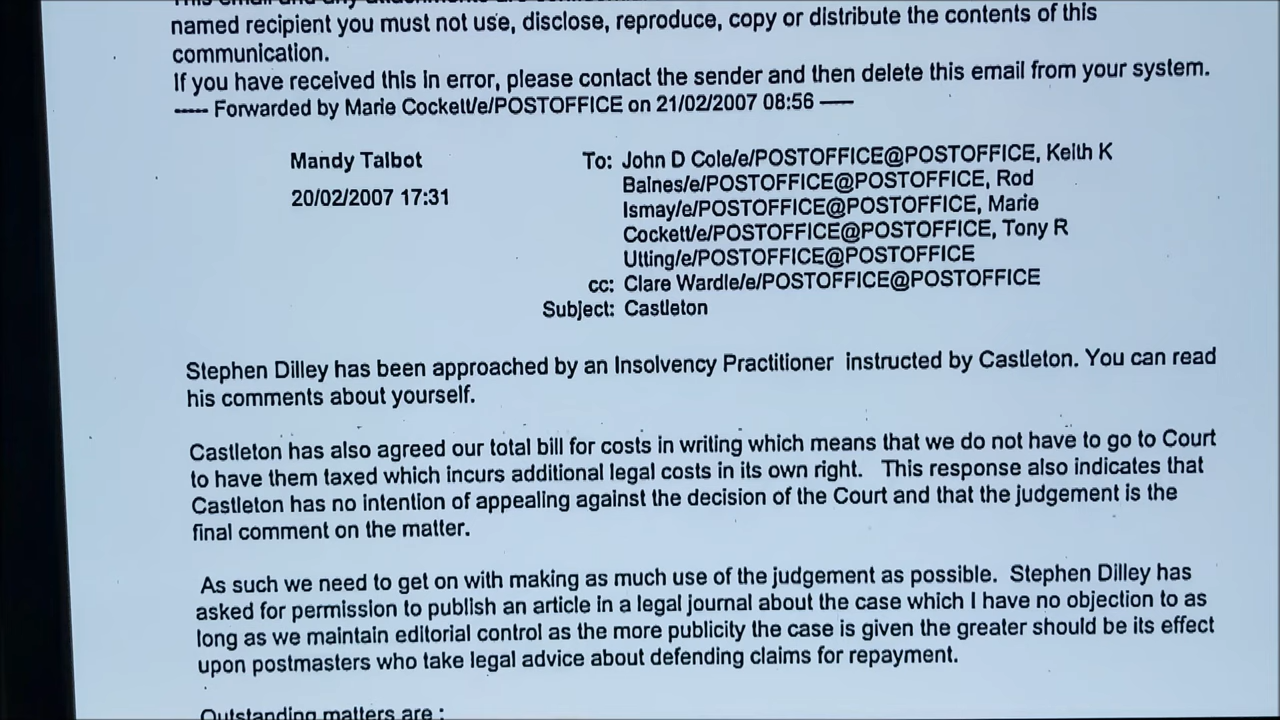 This email and any attachments are
named recipient you must not use, disclose, reproduce, copy or distribute the contents of this
communication.
If you have received this in error, please contact the sender and then delete this email from your system.
----- Forwarded by Marie Cockett/e/POSTOFFICE on 21/02/2007 08:56 -----
Mandy Talbot
20/02/2007 17:31
To: John D Cole/e/POSTOFFICE@POSTOFFICE, Keith K
Baines/e/POSTOFFICE@POSTOFFICE, Rod
Ismay/e/POSTOFFICE@POSTOFFICE, Marie
Cockett/e/POSTOFFICE@POSTOFFICE, Tony R
Utting/e/POSTOFFICE@POSTOFFICE
cc: Clare Wardle/e/POSTOFFICE@POSTOFFICE
Subject: Castleton
Stephen Dilley has been approached by an Insolvency Practitioner instructed by Castleton. You can read
his comments about yourself.
Castleton has also agreed our total bill for costs in writing which means that we do not have to go to Court
to have them taxed which incurs additional legal costs in its own right. This response also indicates that
Castleton has no intention of appealing against the decision of the Court and that the judgement is the
final comment on the matter.
As such we need to get on with making as much use of the judgement as possible. Stephen Dilley has
asked for permission to publish an article in a legal journal about the case which I have no objection to as
long as we maintain editorial control as the more publicity the case is given the greater should be its effect
upon postmasters who take legal advice about defending claims for repayment.
Outstanding matters are :